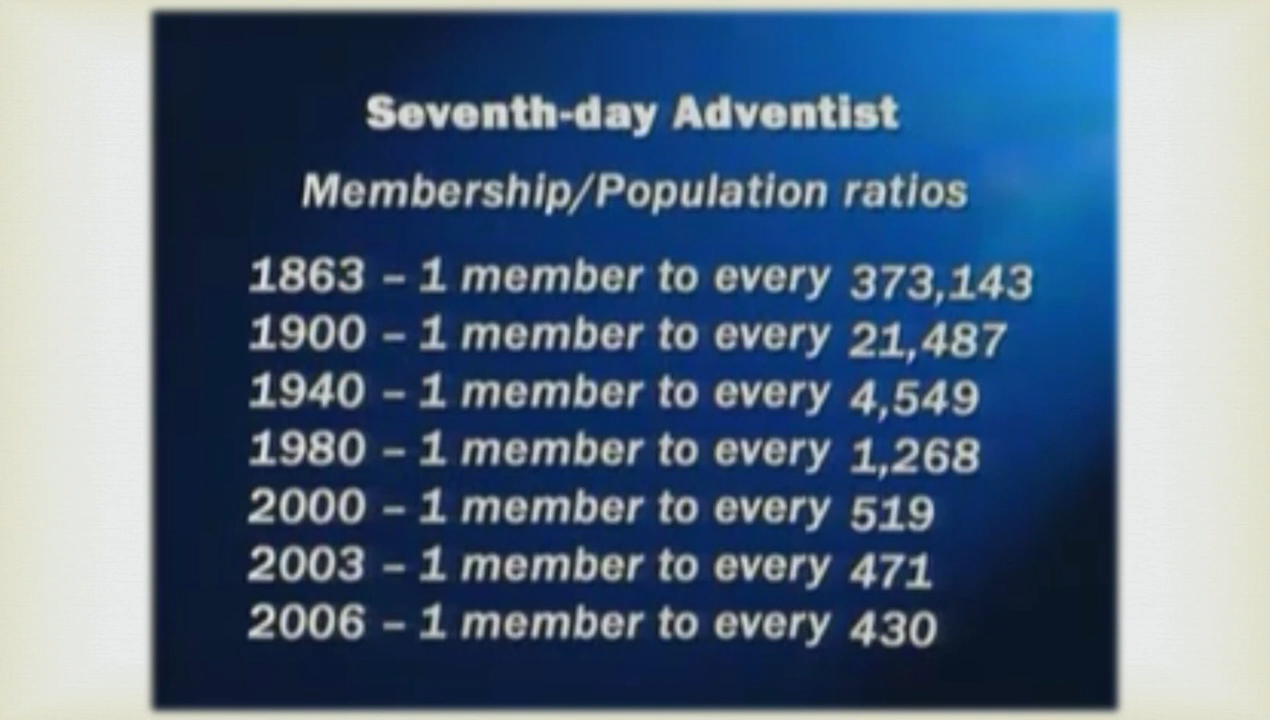 Seventh-day Adventist
Membership/Population ratios
1863 – 1 member to every 373,143
1900 – 1 member to every 21,487
1940 – 1 member to every 4,549
1980 – 1 member to every 1,268
2000 – 1 member to every 519
2003 – 1 member to every 471
2006 – 1 member to every 430